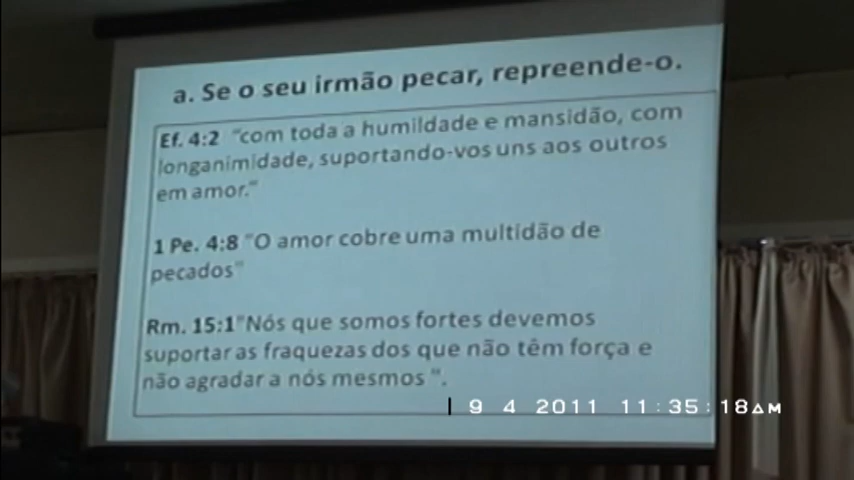 a. Se o seu irmão pecar, repreende-o.
Ef. 4:2 "com toda a humildade e mansidão, com
longanimidade, suportando-vos uns aos outros
em amor."
1 Pe. 4:8 "O amor cobre uma multidão de
pecados"
Rm. 15:1"Nós que somos fortes devemos
suportar as fraquezas dos que não têm força e
não agradar a nós mesmos ".
9 4 2011 11:35:18AM